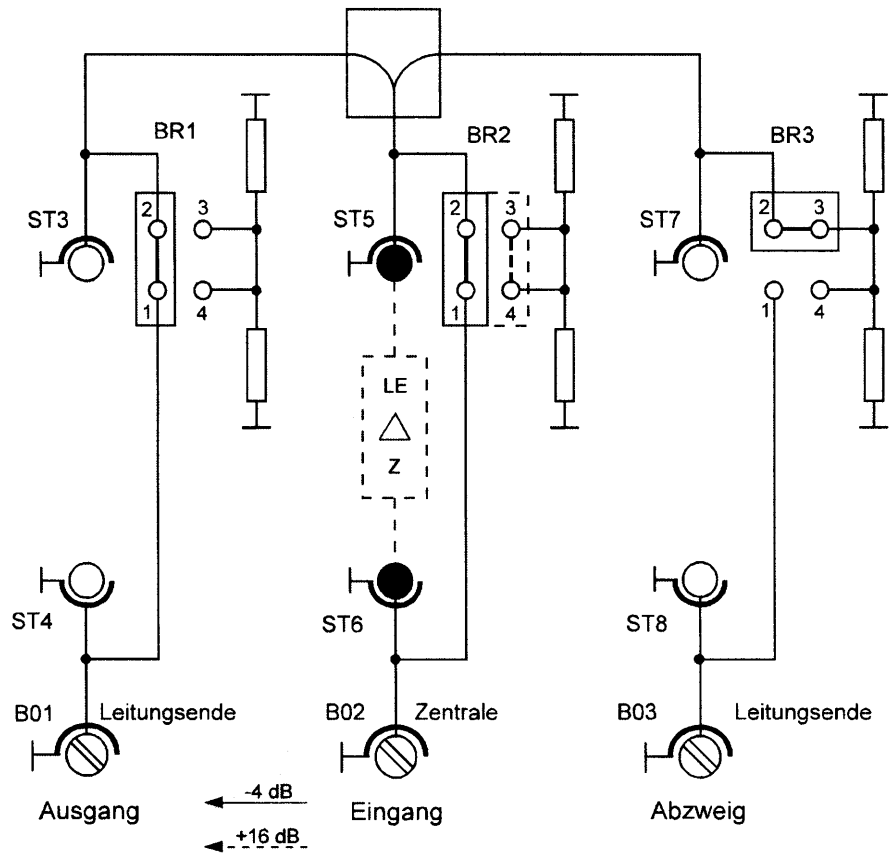 BR1
BR2
BR3
ST3
2
3
ST5
2
3
ST7
2
3
1
4
1
4
1
4
LE
Z
ST4
ST6
ST8
B01
Leitungsende
B02
Zentrale
B03
Leitungsende
Ausgang
-4 dB
Eingang
Abzweig
+16 dB